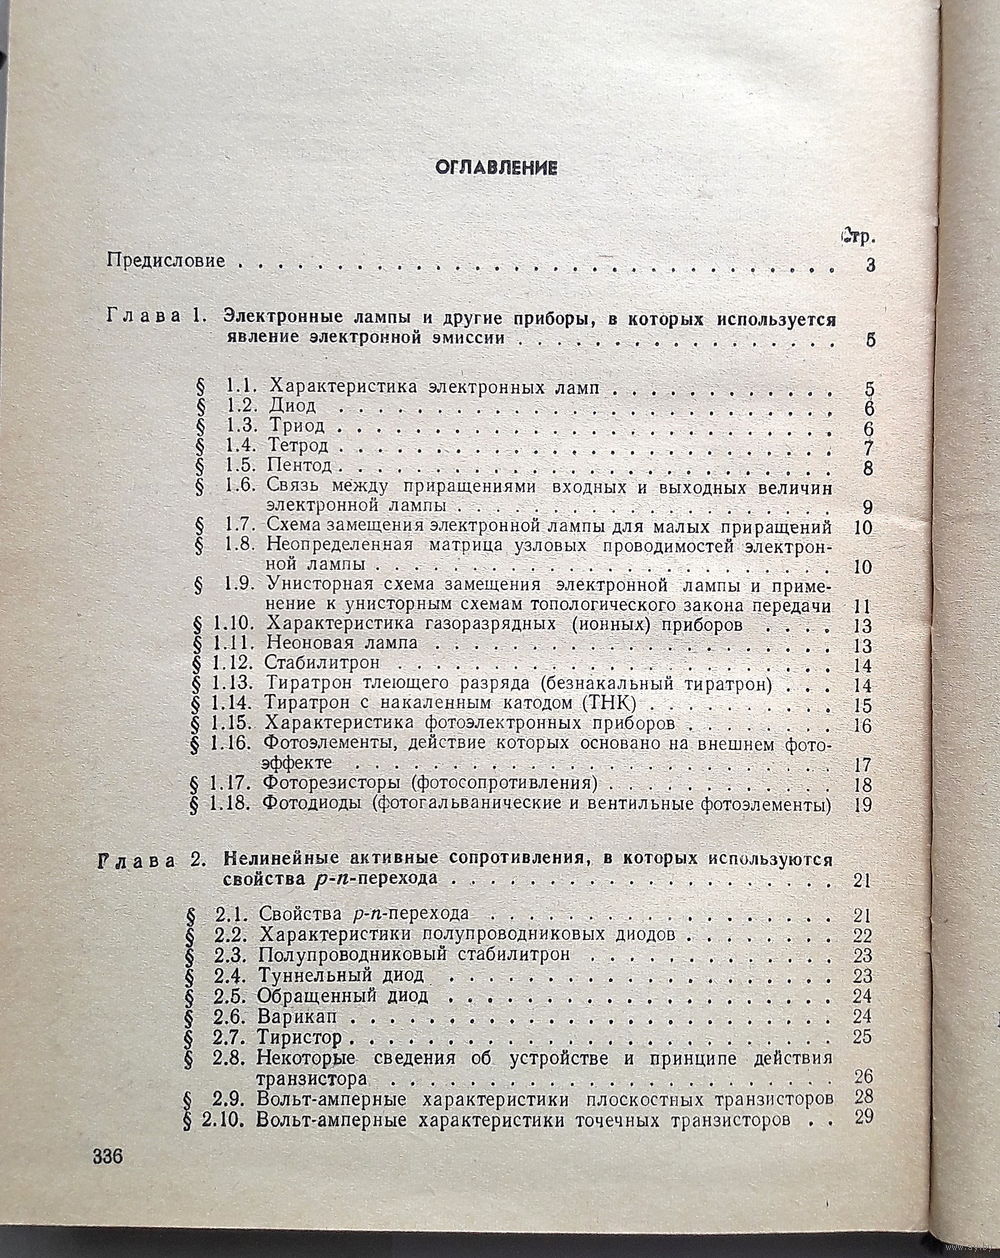 ОГЛАВЛЕНИЕ
Стр.
Предисловие . . . . . . . . . . . . . . . . . . . . . . . . . . . . . . 3
Глава 1. Электронные лампы и другие приборы, в которых используется
явление электронной эмиссии . . . . . . . . . . . . . . . . . 5
§ 1.1. Характеристика электронных ламп . . . . . . . . . . . . 5
§ 1.2. Диод . . . . . . . . . . . . . . . . . . . . . . . . . 6
§ 1.3. Триод . . . . . . . . . . . . . . . . . . . . . . . . . 6
§ 1.4. Тетрод . . . . . . . . . . . . . . . . . . . . . . . . . 7
§ 1.5. Пентод . . . . . . . . . . . . . . . . . . . . . . . . . 8
§ 1.6. Связь между приращениями входных и выходных величин
электронной лампы . . . . . . . . . . . . . . . . . . . 9
§ 1.7. Схема замещения электронной лампы для малых приращений 10
§ 1.8. Неопределенная матрица узловых проводимостей электрон-
ной лампы . . . . . . . . . . . . . . . . . . . . . . . 10
§ 1.9. Унисторная схема замещения электронной лампы и приме-
нение к унисторным схемам топологического закона передачи 11
§ 1.10. Характеристика газоразрядных (ионных) приборов . . . . 13
§ 1.11. Неоновая лампа . . . . . . . . . . . . . . . . . . . . 13
§ 1.12. Стабилитрон . . . . . . . . . . . . . . . . . . . . . . 14
§ 1.13. Тиратрон тлеющего разряда (безнакальный тиратрон) . . . 14
§ 1.14. Тиратрон с накаленным катодом (ТНК) . . . . . . . . . . 15
§ 1.15. Характеристика фотоэлектронных приборов . . . . . . . . 16
§ 1.16. Фотоэлементы, действие которых основано на внешнем фото-
эффекте . . . . . . . . . . . . . . . . . . . . . . . . 17
§ 1.17. Фоторезисторы (фотосопротивления) . . . . . . . . . . . 18
§ 1.18. Фотодиоды (фотогальванические и вентильные фотоэлементы) 19
Глава 2. Нелинейные активные сопротивления, в которых используются
свойства p-n-перехода . . . . . . . . . . . . . . . . . . . . 21
§ 2.1. Свойства p-n-перехода . . . . . . . . . . . . . . . . . 21
§ 2.2. Характеристики полупроводниковых диодов . . . . . . . . 22
§ 2.3. Полупроводниковый стабилитрон . . . . . . . . . . . . . 23
§ 2.4. Туннельный диод . . . . . . . . . . . . . . . . . . . . 23
§ 2.5. Обращенный диод . . . . . . . . . . . . . . . . . . . . 24
§ 2.6. Варикап . . . . . . . . . . . . . . . . . . . . . . . . 24
§ 2.7. Тиристор . . . . . . . . . . . . . . . . . . . . . . . . 25
§ 2.8. Некоторые сведения об устройстве и принципе действия
транзистора . . . . . . . . . . . . . . . . . . . . . . 26
§ 2.9. Вольт-амперные характеристики плоскостных транзисторов 28
§ 2.10. Вольт-амперные характеристики точечных транзисторов . . 29
336